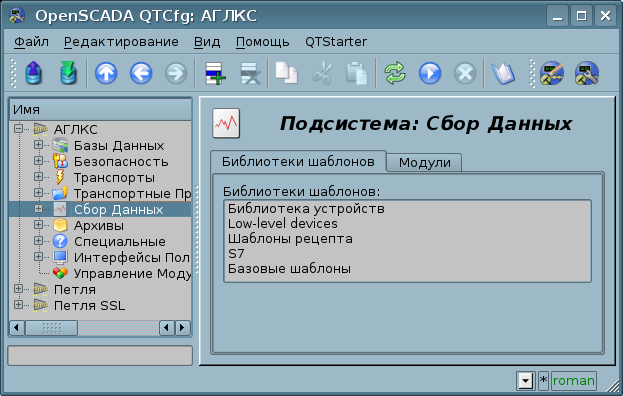 OpenSCADA QTCfg: АГЛКС
Файл Редактирование Вид Помощь QTStarter
Имя
АГЛКС
Базы Данных
Безопасность
Транспорты
Транспортные Пр
Сбор Данных
Архивы
Специальные
Интерфейсы Пол
Управление Моду
Петля
Петля SSL
Подсистема: Сбор Данных
Библиотеки шаблонов Модули
Библиотеки шаблонов:
Библиотека устройств
Low-level devices
Шаблоны рецепта
S7
Базовые шаблоны
* roman